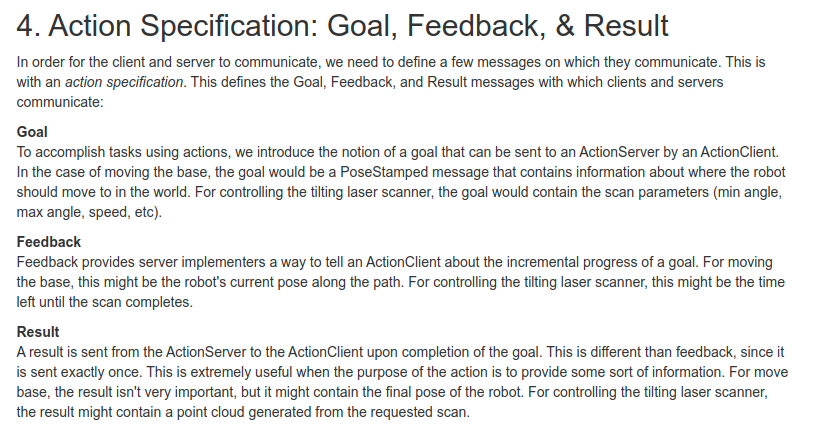 4. Action Specification: Goal, Feedback, & Result
In order for the client and server to communicate, we need to define a few messages on which they communicate. This is
with an action specification. This defines the Goal, Feedback, and Result messages with which clients and servers
communicate:
Goal
To accomplish tasks using actions, we introduce the notion of a goal that can be sent to an ActionServer by an ActionClient.
In the case of moving the base, the goal would be a PoseStamped message that contains information about where the robot
should move to in the world. For controlling the tilting laser scanner, the goal would contain the scan parameters (min angle,
max angle, speed, etc).
Feedback
Feedback provides server implementers a way to tell an ActionClient about the incremental progress of a goal. For moving
the base, this might be the robot's current pose along the path. For controlling the tilting laser scanner, this might be the time
left until the scan completes.
Result
A result is sent from the ActionServer to the ActionClient upon completion of the goal. This is different than feedback, since it
is sent exactly once. This is extremely useful when the purpose of the action is to provide some sort of information. For move
base, the result isn't very important, but it might contain the final pose of the robot. For controlling the tilting laser scanner,
the result might contain a point cloud generated from the requested scan.